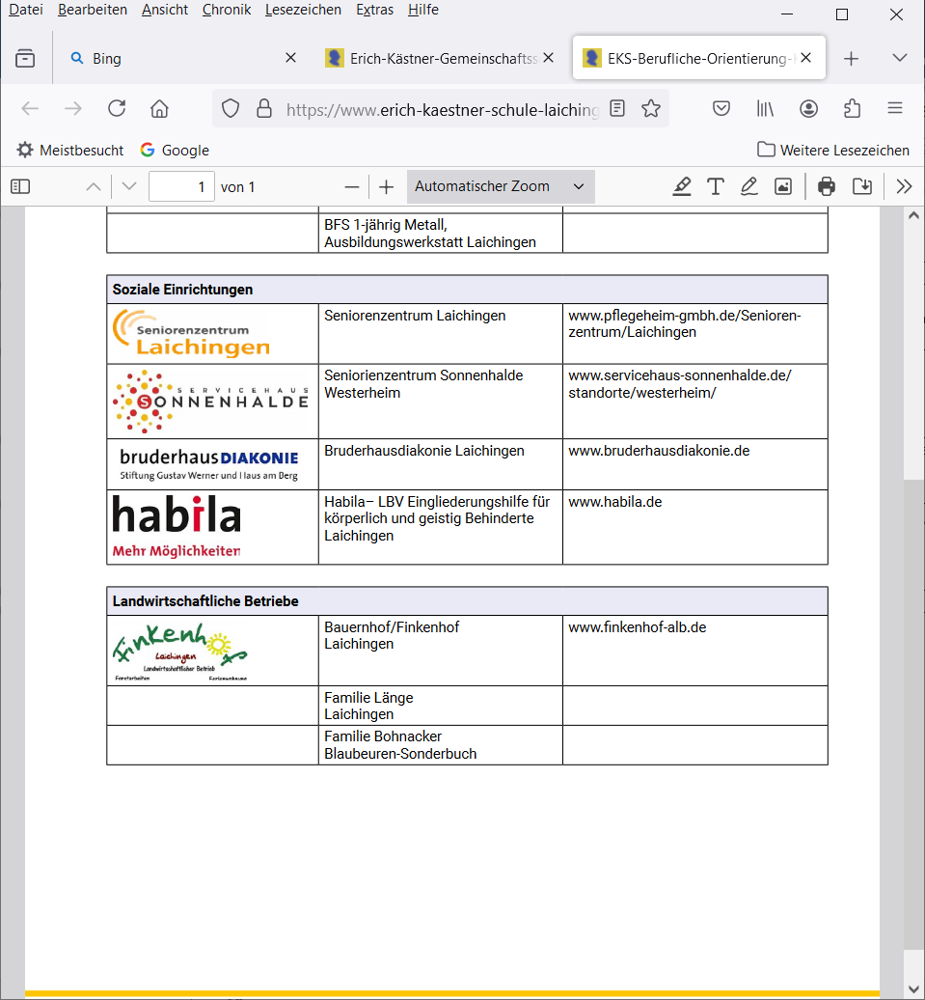 Datei Bearbeiten Ansicht Chronik Lesezeichen Extras Hilfe
Bing
Erich-Kästner-Gemeinschafts
EKS-Berufliche-Orientierung-
https://www.erich-kaestner-schule-laiching
Meistbesucht Google Weitere Lesezeichen
1 von 1 Automatischer Zoom
BFS 1-jährig Metall,
Ausbildungswerkstatt Laichingen
Soziale Einrichtungen
Seniorenzentrum
Laichingen
Seniorenzentrum Laichingen
www.pflegeheim-gmbh.de/Senioren-
zentrum/Laichingen
SERVICEHAUS
SONNENHALDE
Seniorienzentrum Sonnenhalde
Westerheim
www.servicehaus-sonnenhalde.de/
standorte/westerheim/
bruderhausDIAKONIE
Stiftung Gustav Werner und Haus am Berg
Bruderhausdiakonie Laichingen
www.bruderhausdiakonie.de
habila
Mehr Möglichkeiten
Habila– LBV Eingliederungshilfe für
körperlich und geistig Behinderte
Laichingen
www.habila.de
Landwirtschaftliche Betriebe
Finkenh
Laichingen
Landwirtschaftlicher Betrieb
Forstarbeiten Ferienwohnung
Bauernhof/Finkenhof
Laichingen
www.finkenhof-alb.de
Familie Länge
Laichingen
Familie Bohnacker
Blaubeuren-Sonderbuch